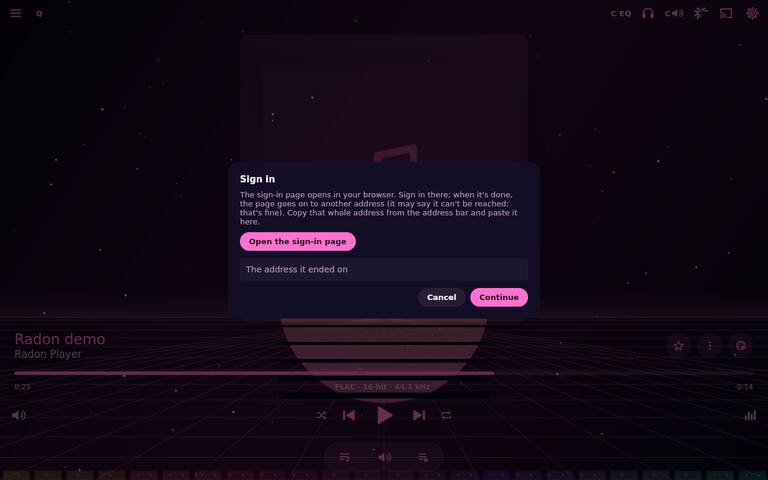 Q
C EQ
C
Sign in
The sign-in page opens in your browser. Sign in there; when it's done,
the page goes on to another address (it may say it can't be reached;
that's fine). Copy that whole address from the address bar and paste it
here.
Open the sign-in page
The address it ended on
Cancel
Continue
Radon demo
Radon Player
0:25
FLAC · 16-bit · 44.1 kHz
-0:14